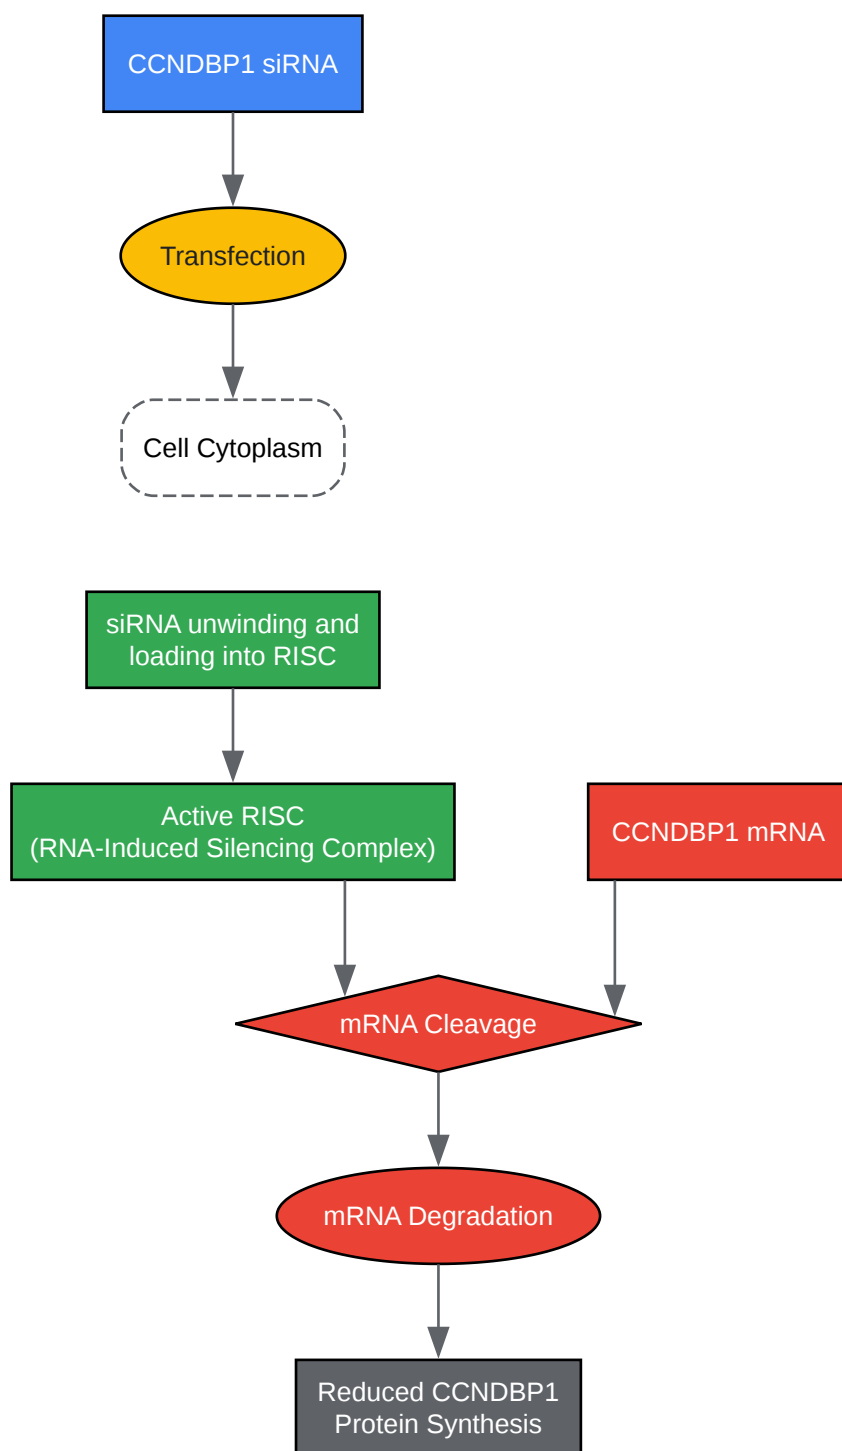 CCNDBP1 siRNA
Transfection
Cell Cytoplasm
siRNA unwinding and
loading into RISC
Active RISC
(RNA-Induced Silencing Complex)
CCNDBP1 mRNA
mRNA Cleavage
mRNA Degradation
Reduced CCNDBP1
Protein Synthesis